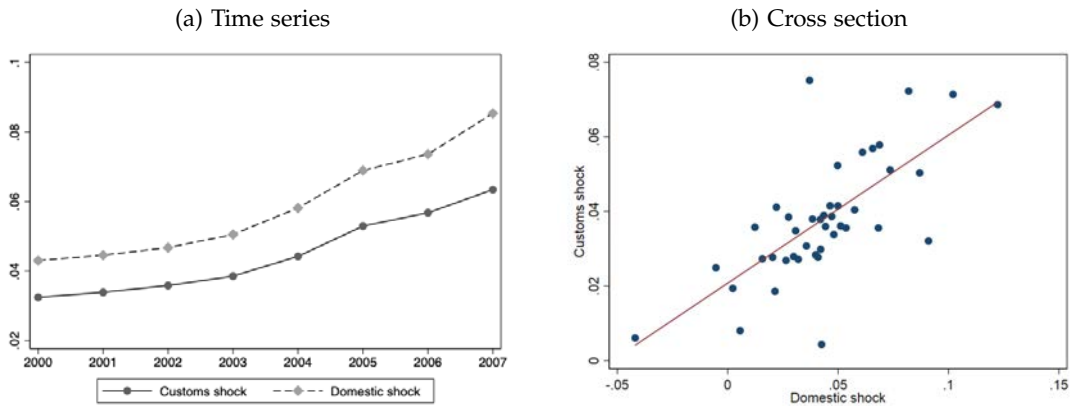 (a) Time series
.1
.08
.06
.04
.02
2000 2001 2002 2003 2004 2005 2006 2007
Customs shock Domestic shock
(b) Cross section
Customs shock
.08
.06
.04
.02
0
-.05 0 .05 .1 .15
Domestic shock